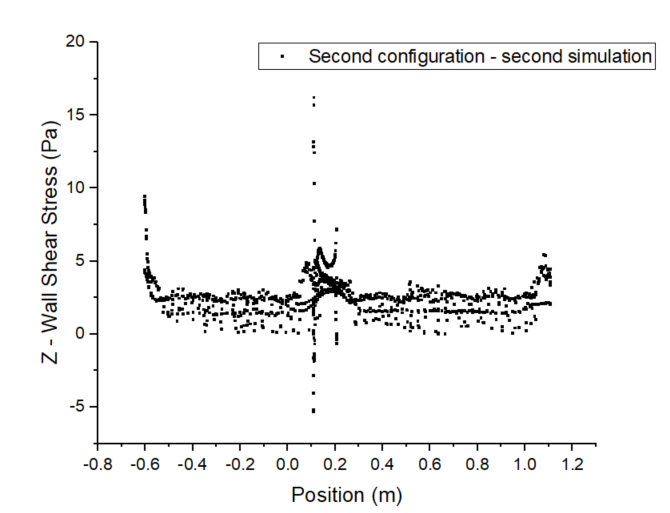 Second configuration - second simulation
20
15
10
5
0
-5
Z - Wall Shear Stress (Pa)
-0.8 -0.6 -0.4 -0.2 0.0 0.2 0.4 0.6 0.8 1.0 1.2
Position (m)